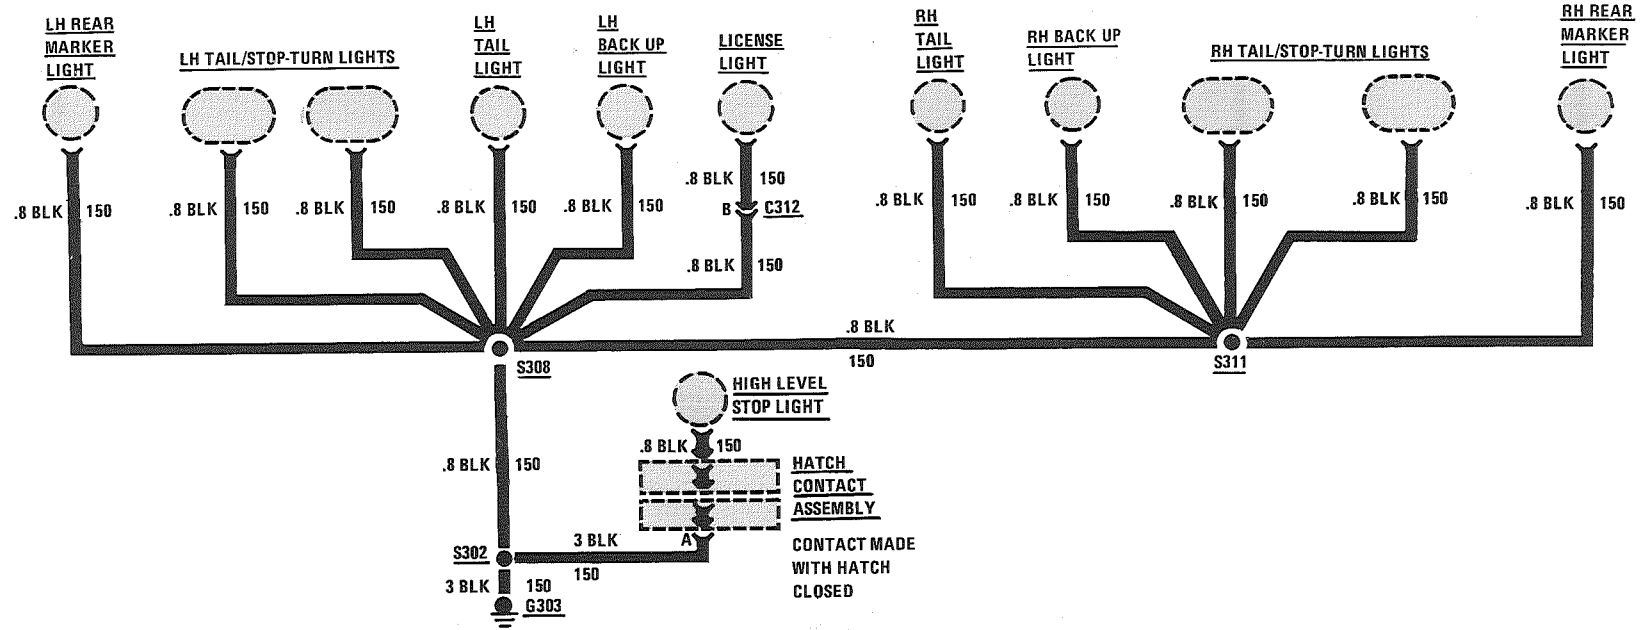 LH REAR
MARKER
LIGHT
LH TAIL/STOP-TURN LIGHTS
LH
TAIL
LIGHT
LH
BACK UP
LIGHT
LICENSE
LIGHT
RH
TAIL
LIGHT
RH BACK UP
LIGHT
RH TAIL/STOP-TURN LIGHTS
RH REAR
MARKER
LIGHT
.8 BLK 150
.8 BLK 150
.8 BLK 150
.8 BLK 150
.8 BLK 150
.8 BLK 150
B C312
.8 BLK 150
.8 BLK 150
.8 BLK 150
.8 BLK 150
.8 BLK 150
.8 BLK 150
.8 BLK
150
S308
S311
HIGH LEVEL
STOP LIGHT
.8 BLK 150
HATCH
CONTACT
ASSEMBLY
.8 BLK 150
A
CONTACT MADE
WITH HATCH
CLOSED
3 BLK
150
S302
3 BLK 150
G303